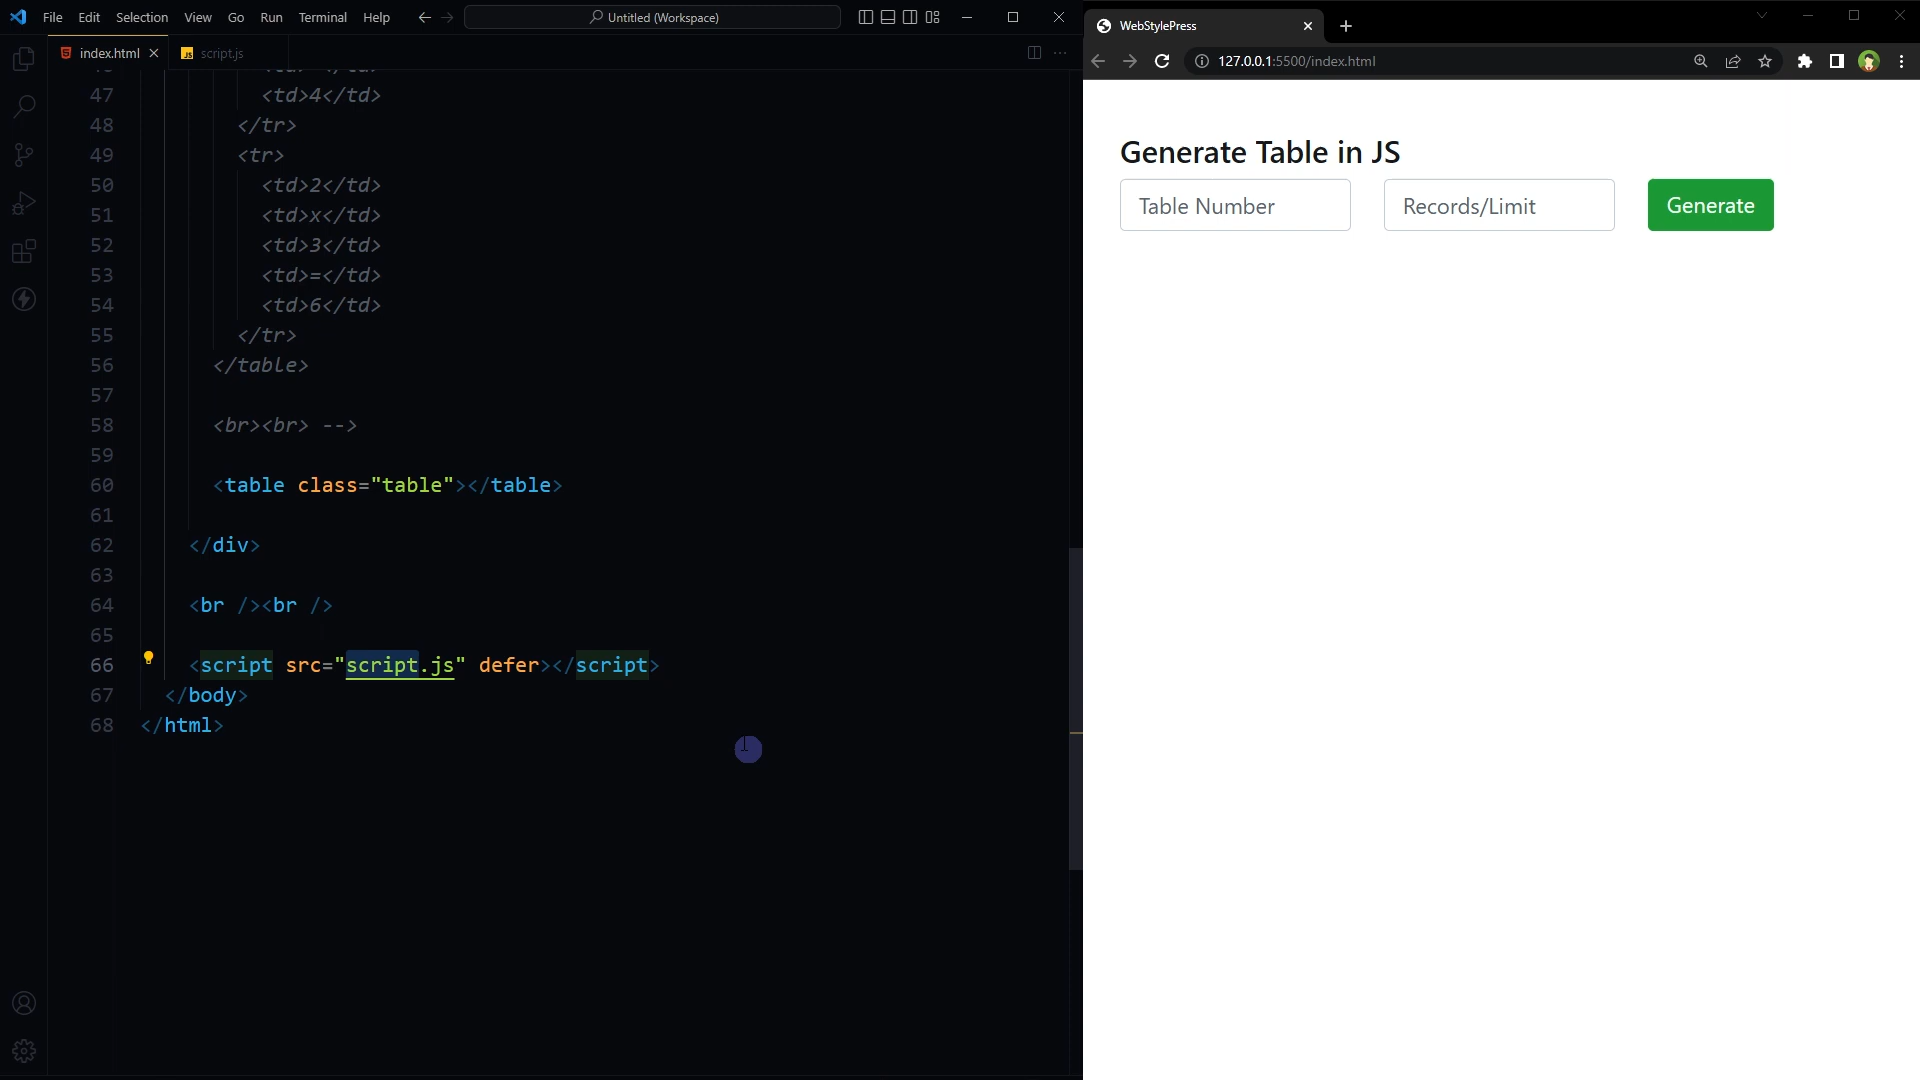 File Edit Selection View Go Run Terminal Help
Untitled (Workspace)
index.html
script.js
47 <td>4</td>
48 </tr>
49 <tr>
50 <td>2</td>
51 <td>x</td>
52 <td>3</td>
53 <td>=</td>
54 <td>6</td>
55 </tr>
56 </table>
57
58 <br><br> -->
59
60 <table class="table"></table>
61
62 </div>
63
64 <br /><br />
65
66 <script src="script.js" defer></script>
67 </body>
68 </html>
WebStylePress
127.0.0.1:5500/index.html
Generate Table in JS
Table Number
Records/Limit
Generate